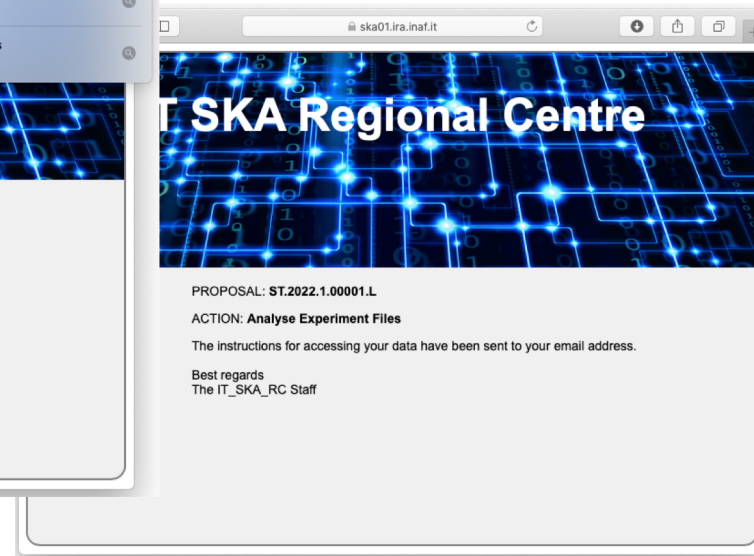 ska01.ira.inaf.it
T SKA Regional Centre
PROPOSAL: ST.2022.1.00001.L
ACTION: Analyse Experiment Files
The instructions for accessing your data have been sent to your email address.
Best regards
The IT_SKA_RC Staff